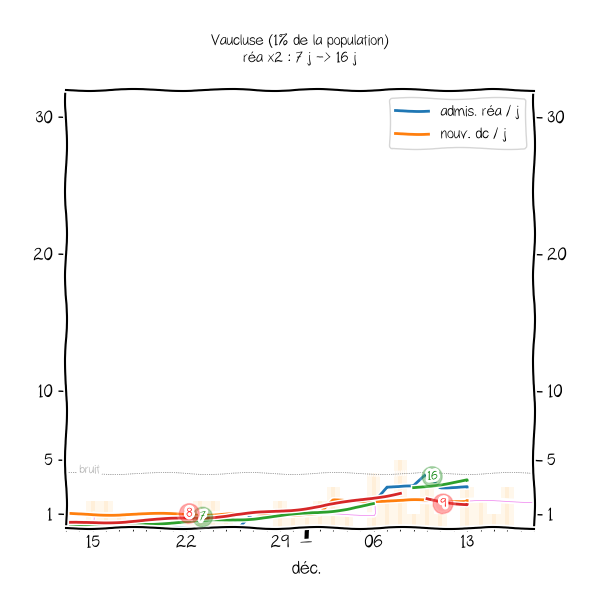 Vaucluse (1% de la population)
réa x2 : 7 j -> 16 j
admis. réa / j
nouv. dc / j
30 30
20 20
10 10
5 5
bruit
16
9
8 7
1 1
15 22 29 06 13
déc.